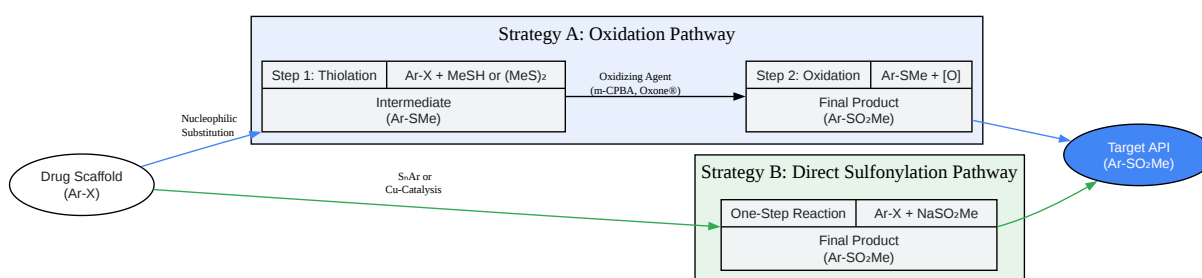 Strategy A: Oxidation Pathway
Step 1: Thiolation
Ar-X + MeSH or (MeS)₂
Intermediate
(Ar-SMe)
Oxidizing Agent
(m-CPBA, Oxone®)
Step 2: Oxidation
Ar-SMe + [O]
Final Product
(Ar-SO₂Me)
Nucleophilic
Substitution
Drug Scaffold
(Ar-X)
Target API
(Ar-SO₂Me)
SₙAr or
Cu-Catalysis
Strategy B: Direct Sulfonylation Pathway
One-Step Reaction
Ar-X + NaSO₂Me
Final Product
(Ar-SO₂Me)